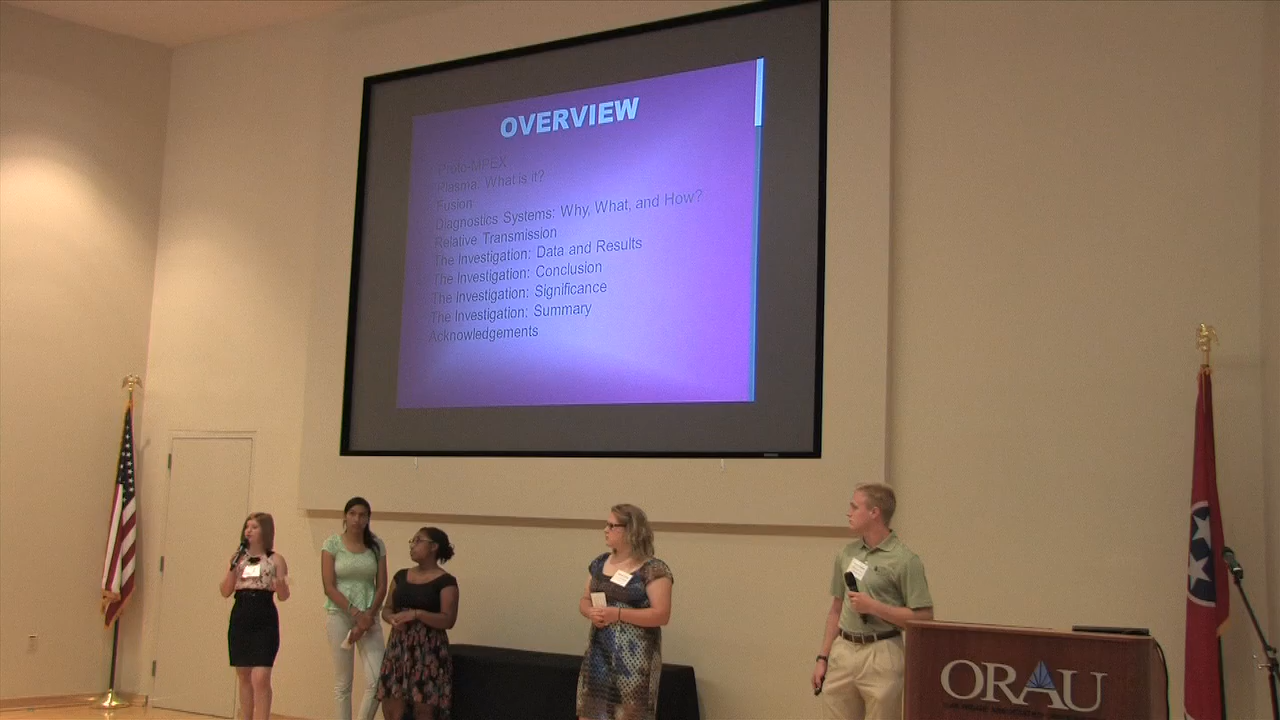 OVERVIEW
Proto-MPEX
Plasma: What is it?
Fusion
Diagnostics Systems: Why, What, and How?
Relative Transmission
The Investigation: Data and Results
The Investigation: Conclusion
The Investigation: Significance
The Investigation: Summary
Acknowledgements
ORAU